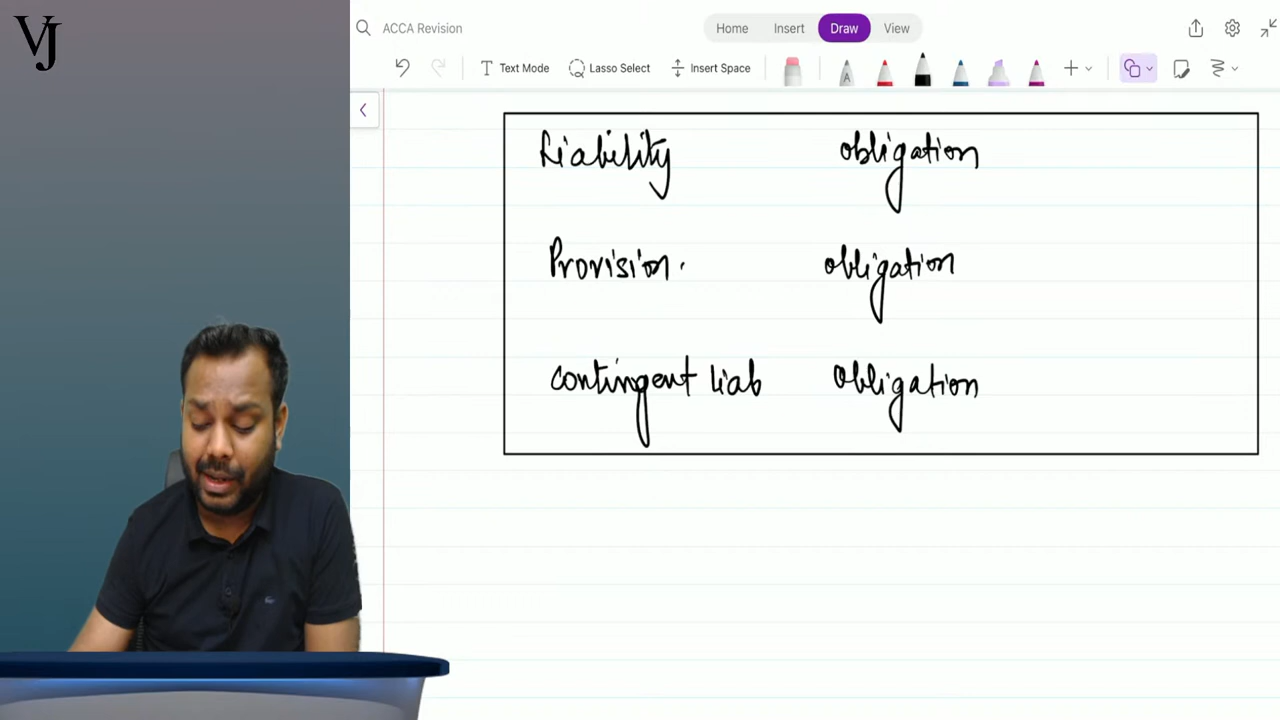 VJ
ACCA Revision
Home Insert Draw View
Text Mode Lasso Select Insert Space
A
Liability obligation
Provision. obligation
contingent liab Obligation